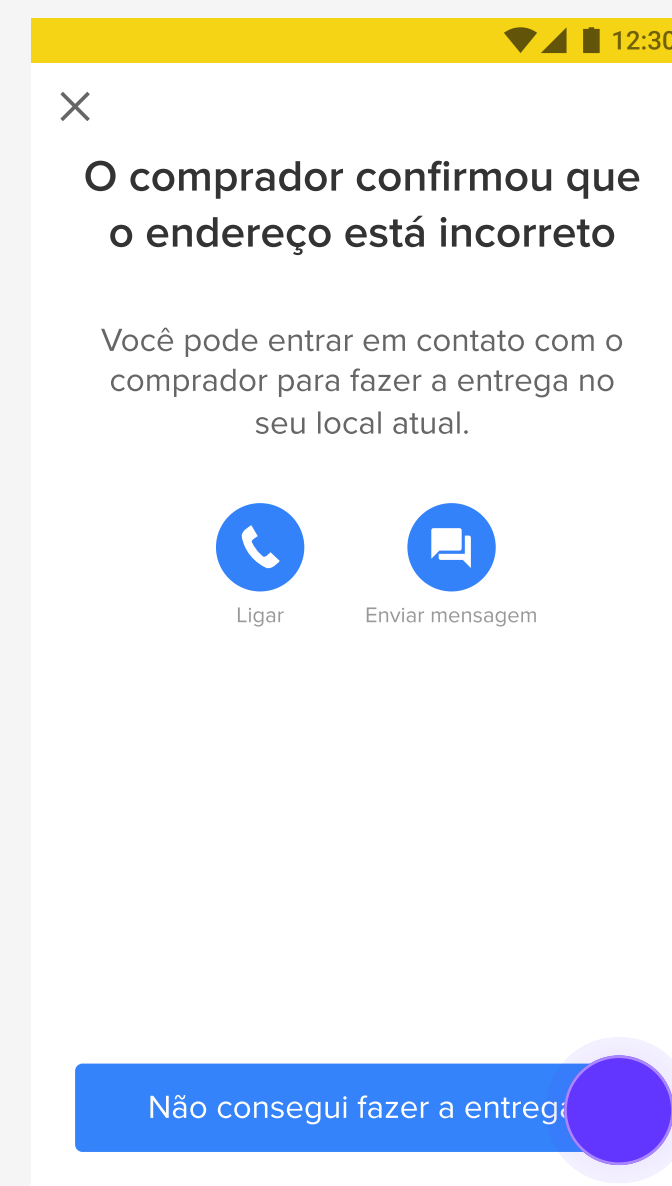 12:30
O comprador confirmou que
o endereço está incorreto
Você pode entrar em contato com o
comprador para fazer a entrega no
seu local atual.
Ligar
Enviar mensagem
Não consegui fazer a entrega